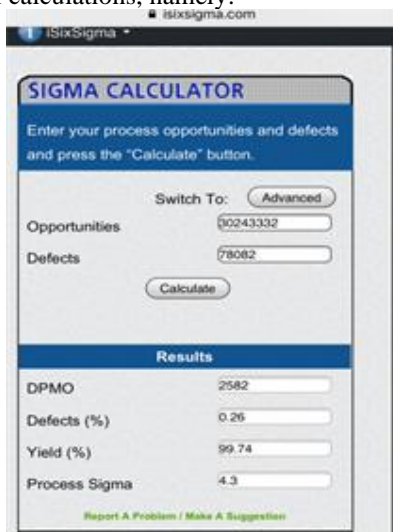 calculations, namely:
isixsigma.com
iSixSigma
SIGMA CALCULATOR
Enter your process opportunities and defects
and press the "Calculate" button.
Switch To: Advanced
Opportunities 30243332
Defects 78082
Calculate
Results
DPMO 2582
Defects (%) 0.26
Yield (%) 99.74
Process Sigma 4.3
Report A Problem / Make A Suggestion